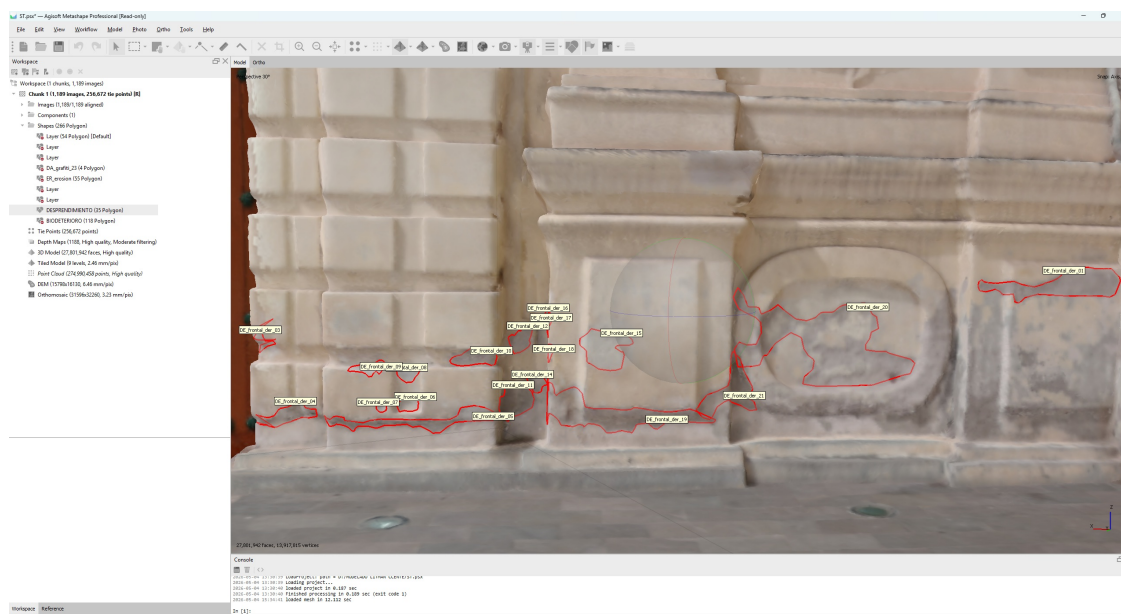 ST.psx* — Agisoft Metashape Professional [Read-only]
File Edit View Workflow Model Photo Ortho Tools Help
Workspace
Model Ortho
Workspace (1 chunks, 1,189 images)
Chunk 1 (1,189 images, 256,672 tie points) [R]
Images (1,189/1,189 aligned)
Components (1)
Shapes (266 Polygon)
Layer (54 Polygon) [Default]
Layer
Layer
DA_grafiti_23 (4 Polygon)
ER_erosion (55 Polygon)
Layer
Layer
DESPRENDIMIENTO (35 Polygon)
BIODETERIORO (118 Polygon)
Tie Points (256,672 points)
Depth Maps (1188, High quality, Moderate filtering)
3D Model (27,801,942 faces, High quality)
Tiled Model (9 levels, 2.46 mm/pix)
Point Cloud (274,990,458 points, High quality)
DEM (15798x16130, 6.46 mm/pix)
Orthomosaic (31596x32260, 3.23 mm/pix)
Perspective 30°
Snap: Axis,
DE_frontal_der_01
DE_frontal_der_16
DE_frontal_der_20
DE_frontal_der_17
DE_frontal_der_03
DE_frontal_der_12
DE_frontal_der_15
DE_frontal_der_10
DE_frontal_der_18
DE_frontal_der_09
tal_der_08
DE_frontal_der_14
DE_frontal_der_11
DE_frontal_der_21
DE_frontal_der_06
DE_frontal_der_04
DE_frontal_der_07
DE_frontal_der_05
DE_frontal_der_19
Z
X
27,801,942 faces, 13,917,015 vertices
Console
Loading project...
loaded project in 0.187 sec
Finished processing in 0.189 sec (exit code 1)
loaded mesh in 12.112 sec
In [1]:
Workspace Reference